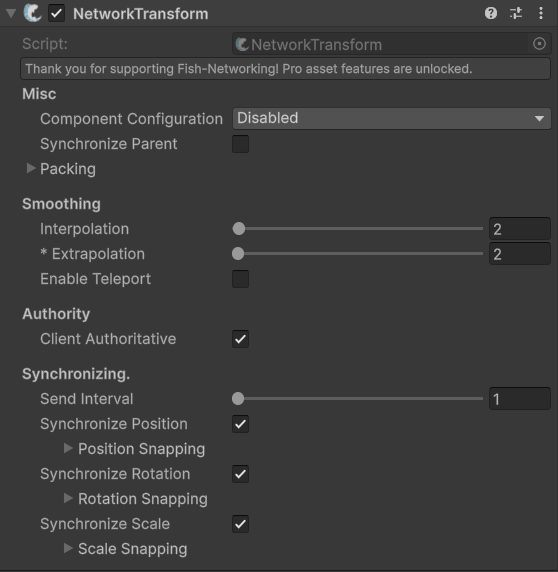 NetworkTransform
Script: NetworkTransform
Thank you for supporting Fish-Networking! Pro asset features are unlocked.
Misc
Component Configuration Disabled
Synchronize Parent
Packing
Smoothing
Interpolation 2
* Extrapolation 2
Enable Teleport
Authority
Client Authoritative
Synchronizing.
Send Interval 1
Synchronize Position
Position Snapping
Synchronize Rotation
Rotation Snapping
Synchronize Scale
Scale Snapping